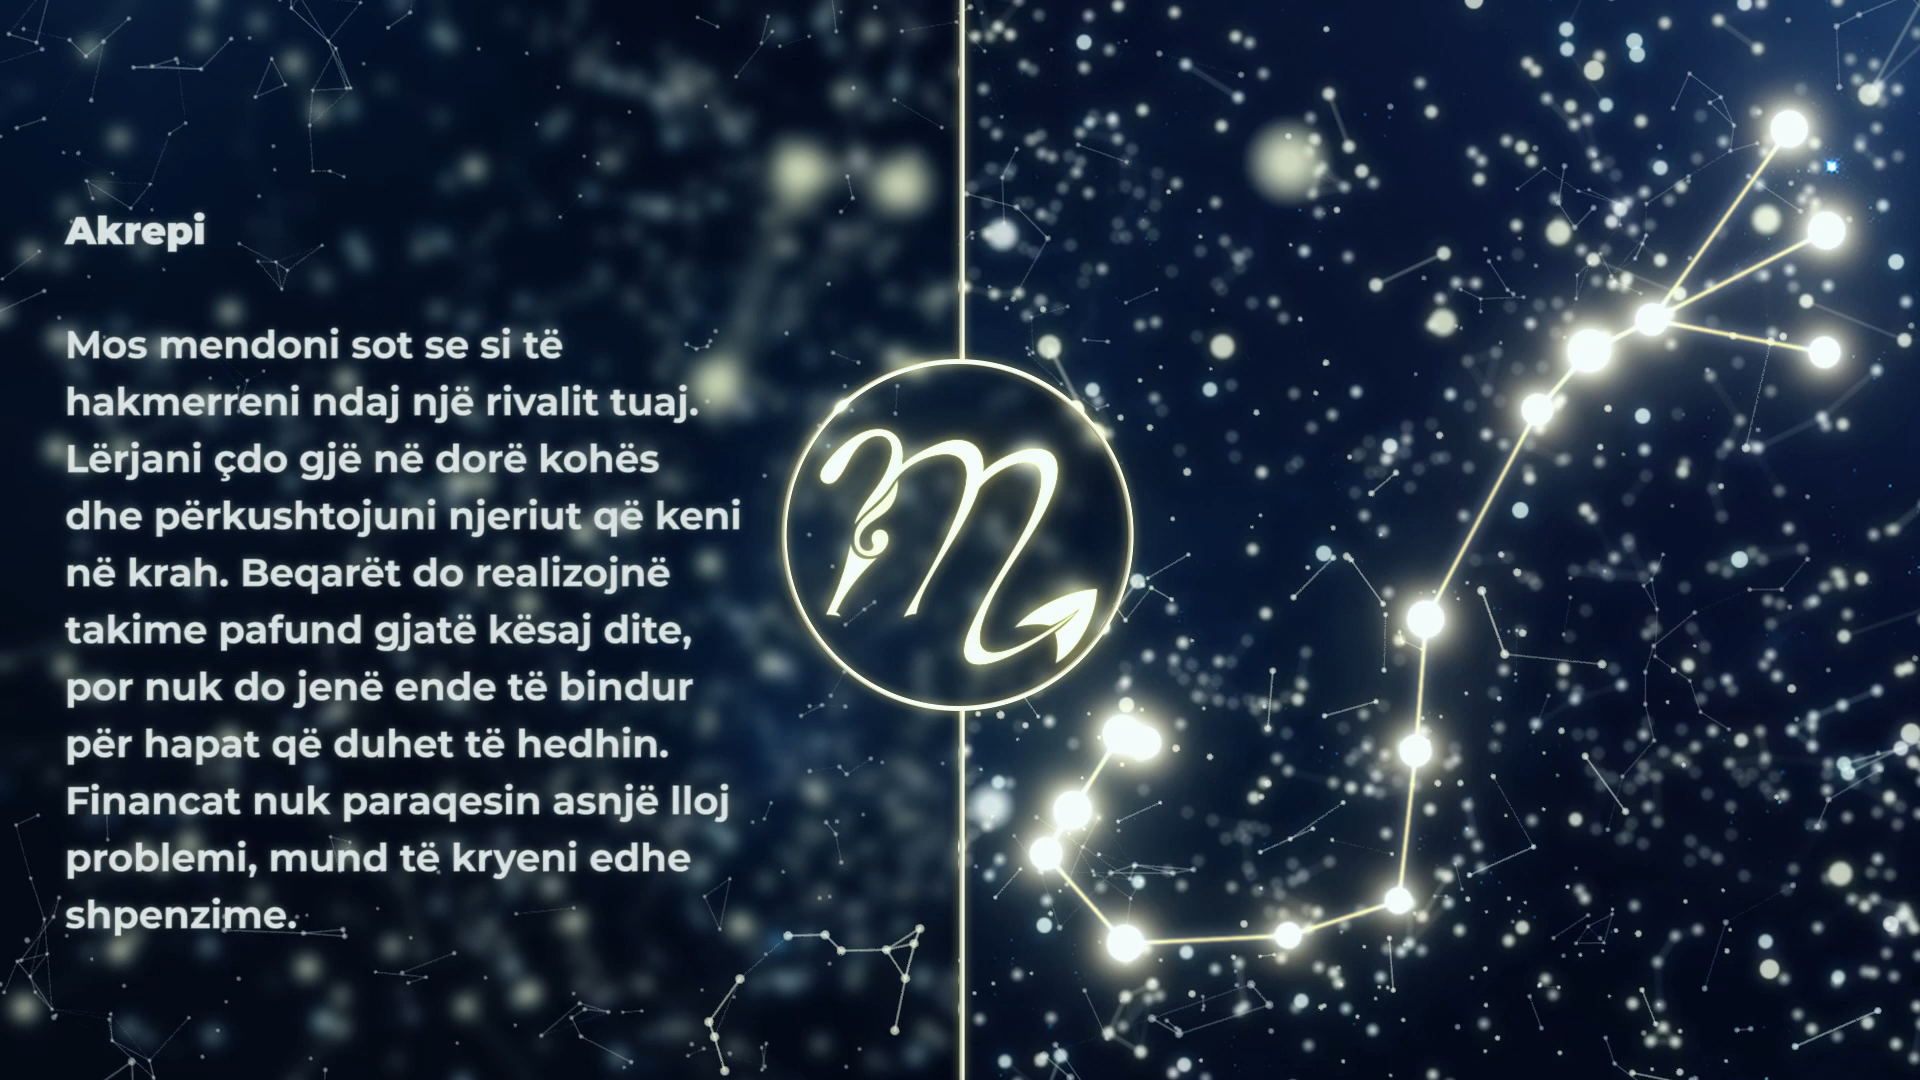 Akrepi
Mos mendoni sot se si të
hakmerreni ndaj një rivalit tuaj.
Lërjani çdo gjë në dorë kohës
dhe përkushtojuni njeriut që keni
në krah. Beqarët do realizojnë
takime pafund gjatë kësaj dite,
por nuk do jenë ende të bindur
për hapat që duhet të hedhin.
Financat nuk paraqesin asnjë lloj
problemi, mund të kryeni edhe
shpenzime.